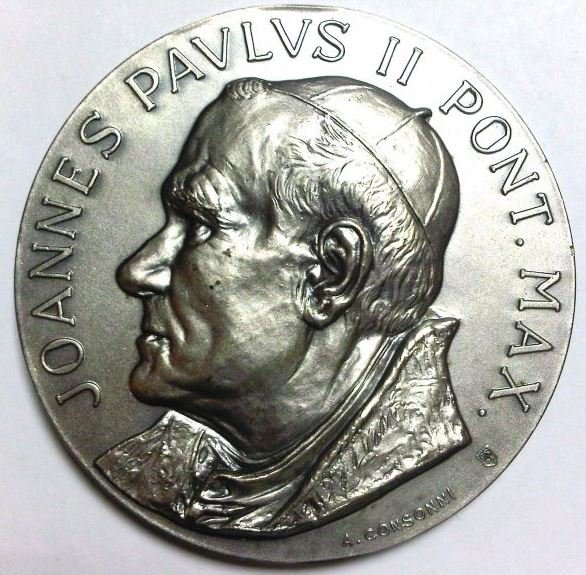 JOANNES PAVLVS II PONT. MAX.
A. CONSONNI